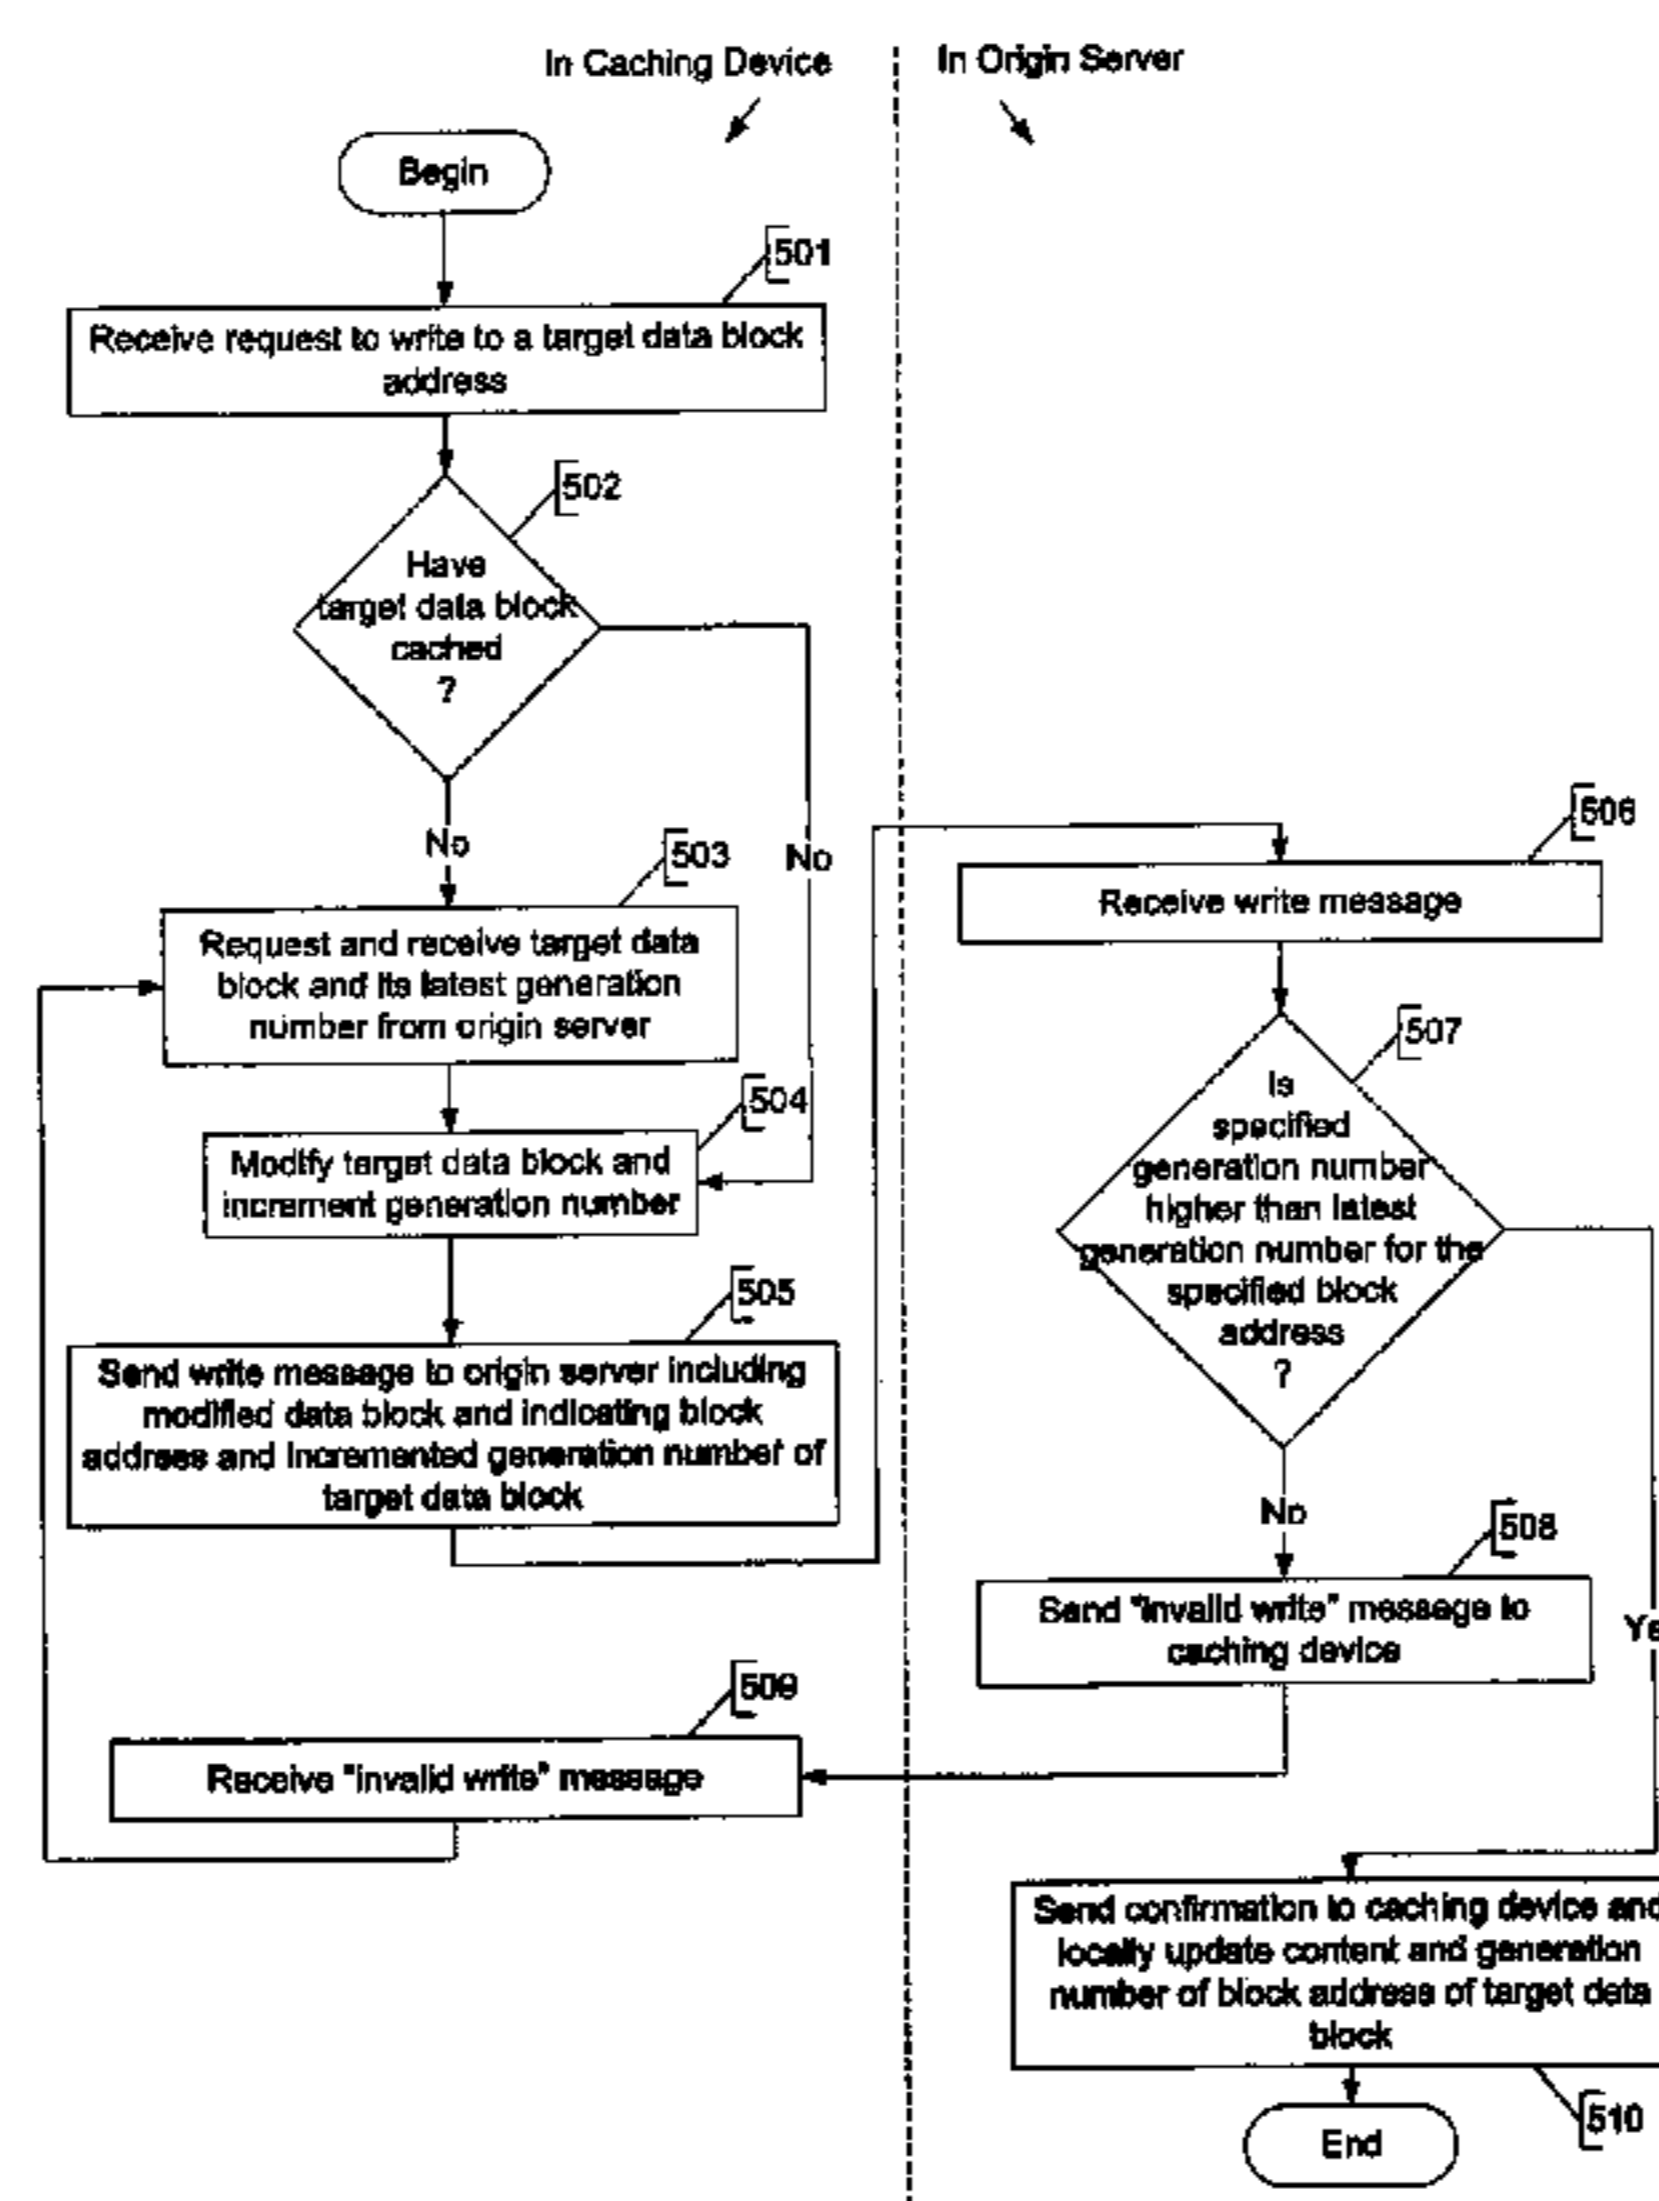 In Caching Device
In Origin Server
Begin
501
Receive request to write to a target data block
address
502
Have
target data block
cached
?
No
No
503
Request and receive target data
block and its latest generation
number from origin server
504
Modify target data block and
increment generation number
505
Send write message to origin server including
modified data block and indicating block
address and incremented generation number of
target data block
506
Receive write message
507
Is
specified
generation number
higher than latest
generation number for the
specified block
address
?
No
Ye
508
Send "invalid write" message to
caching device
509
Receive "invalid write" message
Send confirmation to caching device and
locally update content and generation
number of block address of target data
block
510
End